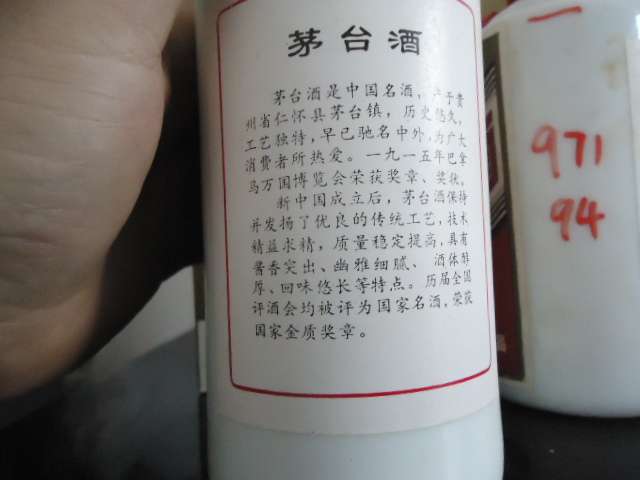 茅台酒
茅台酒是中国名酒，产于贵
州省仁怀县茅台镇，历史悠久，
工艺独特，早已驰名中外，为广大
消费者所热爱。一九一五年巴拿
马万国博览会荣获奖章、奖状。
新中国成立后，茅台酒保持
并发扬了优良的传统工艺，技术
精益求精，质量稳定提高，具有
酱香突出、幽雅细腻、酒体醇
厚、回味悠长等特点。历届全国
评酒会均被评为国家名酒，荣获
国家金质奖章。
971
94